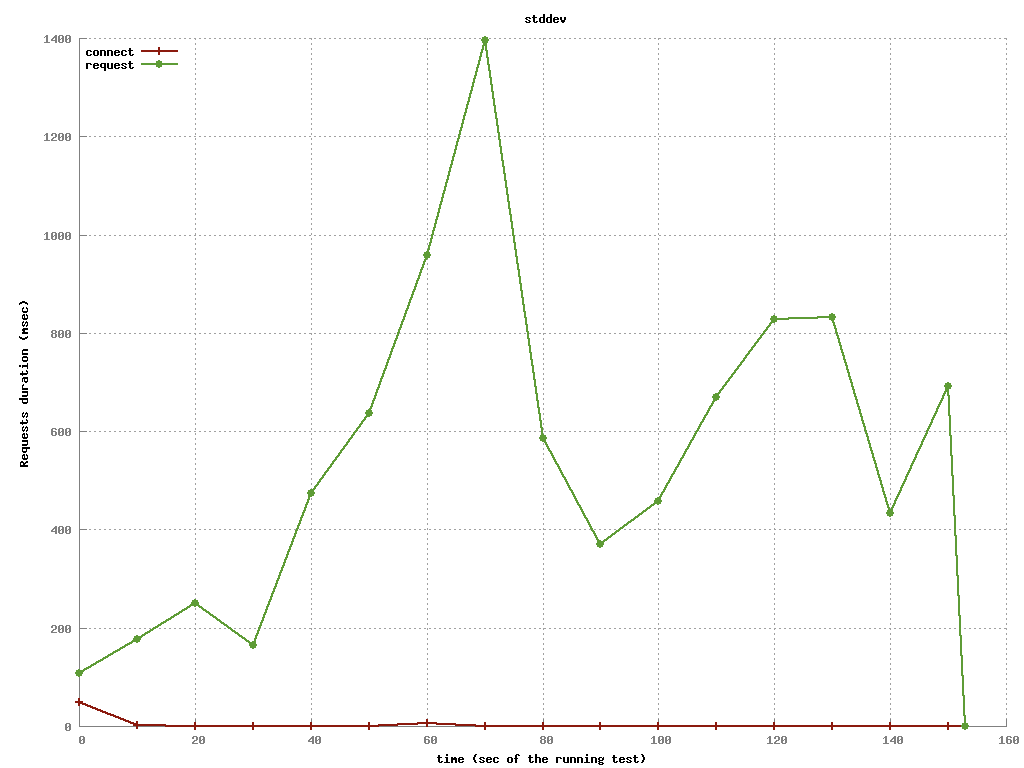 stddev
connect
request
1400
1200
1000
800
600
400
200
0
Requests duration (msec)
0 20 40 60 80 100 120 140 160
time (sec of the running test)